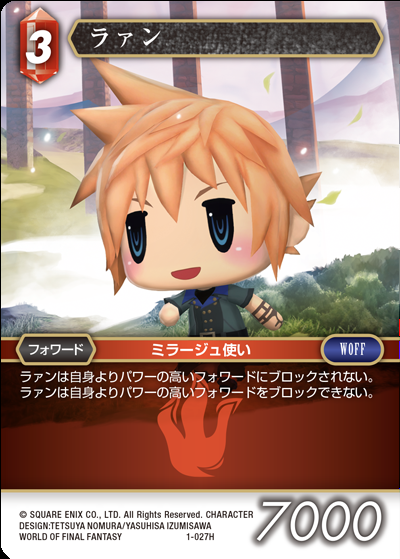 3
ラァン
フォワード
ミラージュ使い
WOFF
ラァンは自身よりパワーの高いフォワードにブロックされない。
ラァンは自身よりパワーの高いフォワードをブロックできない。
© SQUARE ENIX CO., LTD. All Rights Reserved. CHARACTER
DESIGN:TETSUYA NOMURA/YASUHISA IZUMISAWA
WORLD OF FINAL FANTASY
1-027H
7000